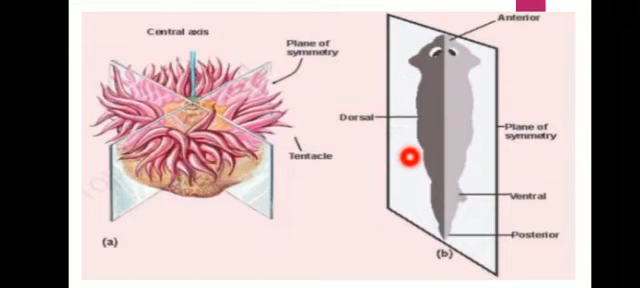 Central axis
Plane of
symmetry
Tentacle
(a)
Anterior
Dorsal
Plane of
symmetry
Ventral
Posterior
(b)